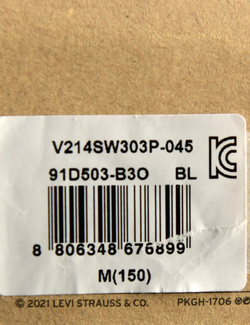 V214SW303P-045
91D503-B3O BL
8 806348 676899
M(150)
© 2021 LEVI STRAUSS & CO. PKGH-1706